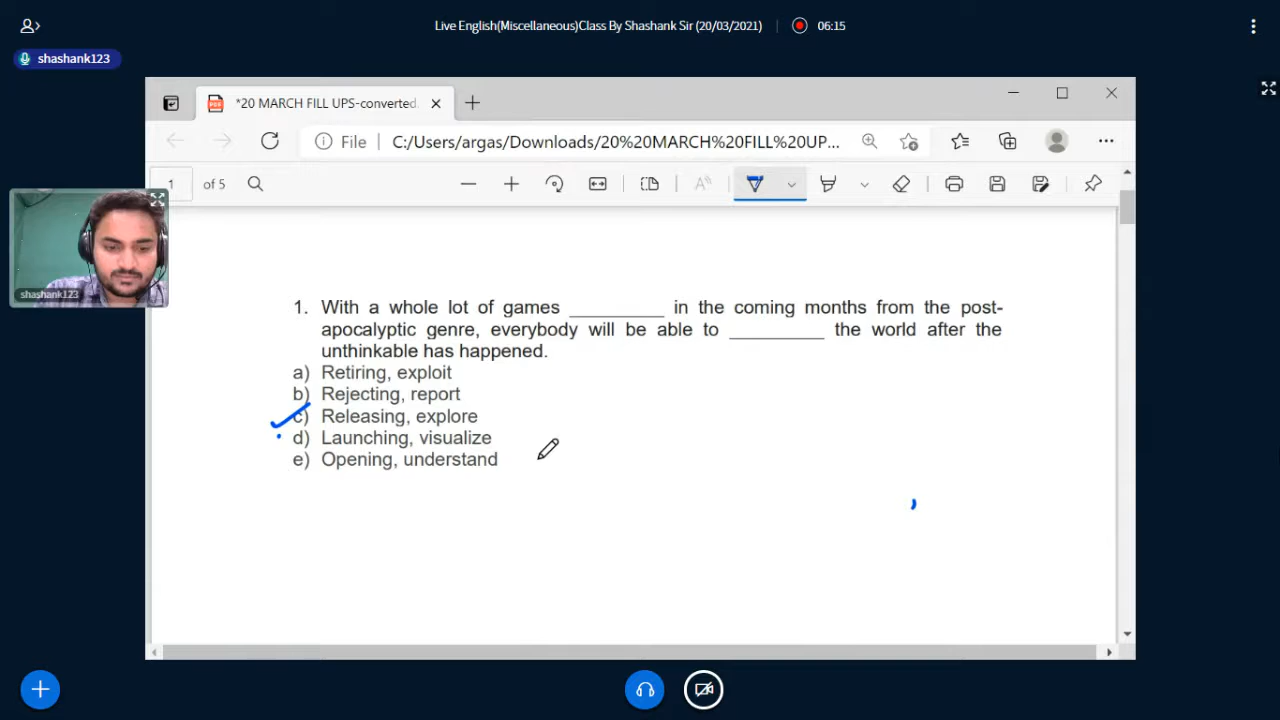 Live English(Miscellaneous)Class By Shashank Sir (20/03/2021)
06:15
shashank123
*20 MARCH FILL UPS-converted.
File
C:/Users/argas/Downloads/20%20MARCH%20FILL%20UP...
1 of 5
shashank123
1. With a whole lot of games _________ in the coming months from the post-
apocalyptic genre, everybody will be able to _________ the world after the
unthinkable has happened.
a) Retiring, exploit
b) Rejecting, report
c) Releasing, explore
d) Launching, visualize
e) Opening, understand